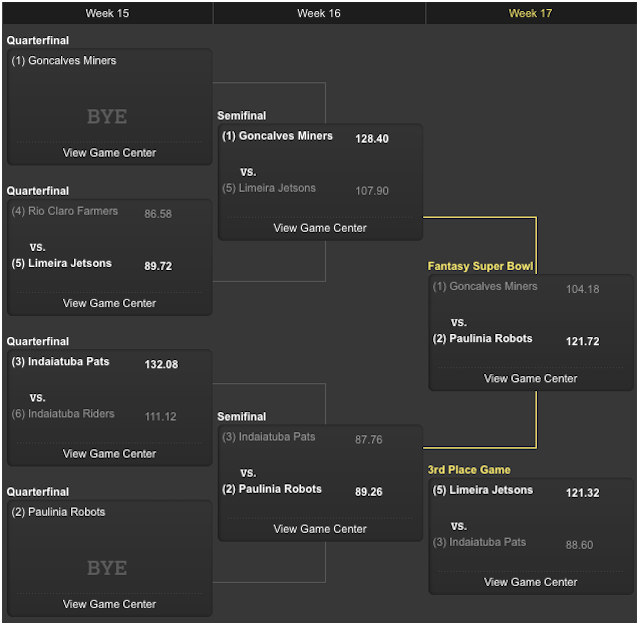 Week 15
Week 16
Week 17
Quarterfinal
(1) Goncalves Miners
BYE
View Game Center
Quarterfinal
(4) Rio Claro Farmers 86.58
vs.
(5) Limeira Jetsons 89.72
View Game Center
Quarterfinal
(3) Indaiatuba Pats 132.08
vs.
(6) Indaiatuba Riders 111.12
View Game Center
Quarterfinal
(2) Paulinia Robots
BYE
View Game Center
Semifinal
(1) Goncalves Miners 128.40
vs.
(5) Limeira Jetsons 107.90
View Game Center
Semifinal
(3) Indaiatuba Pats 87.76
vs.
(2) Paulinia Robots 89.26
View Game Center
Fantasy Super Bowl
(1) Goncalves Miners 104.18
vs.
(2) Paulinia Robots 121.72
View Game Center
3rd Place Game
(5) Limeira Jetsons 121.32
vs.
(3) Indaiatuba Pats 88.60
View Game Center